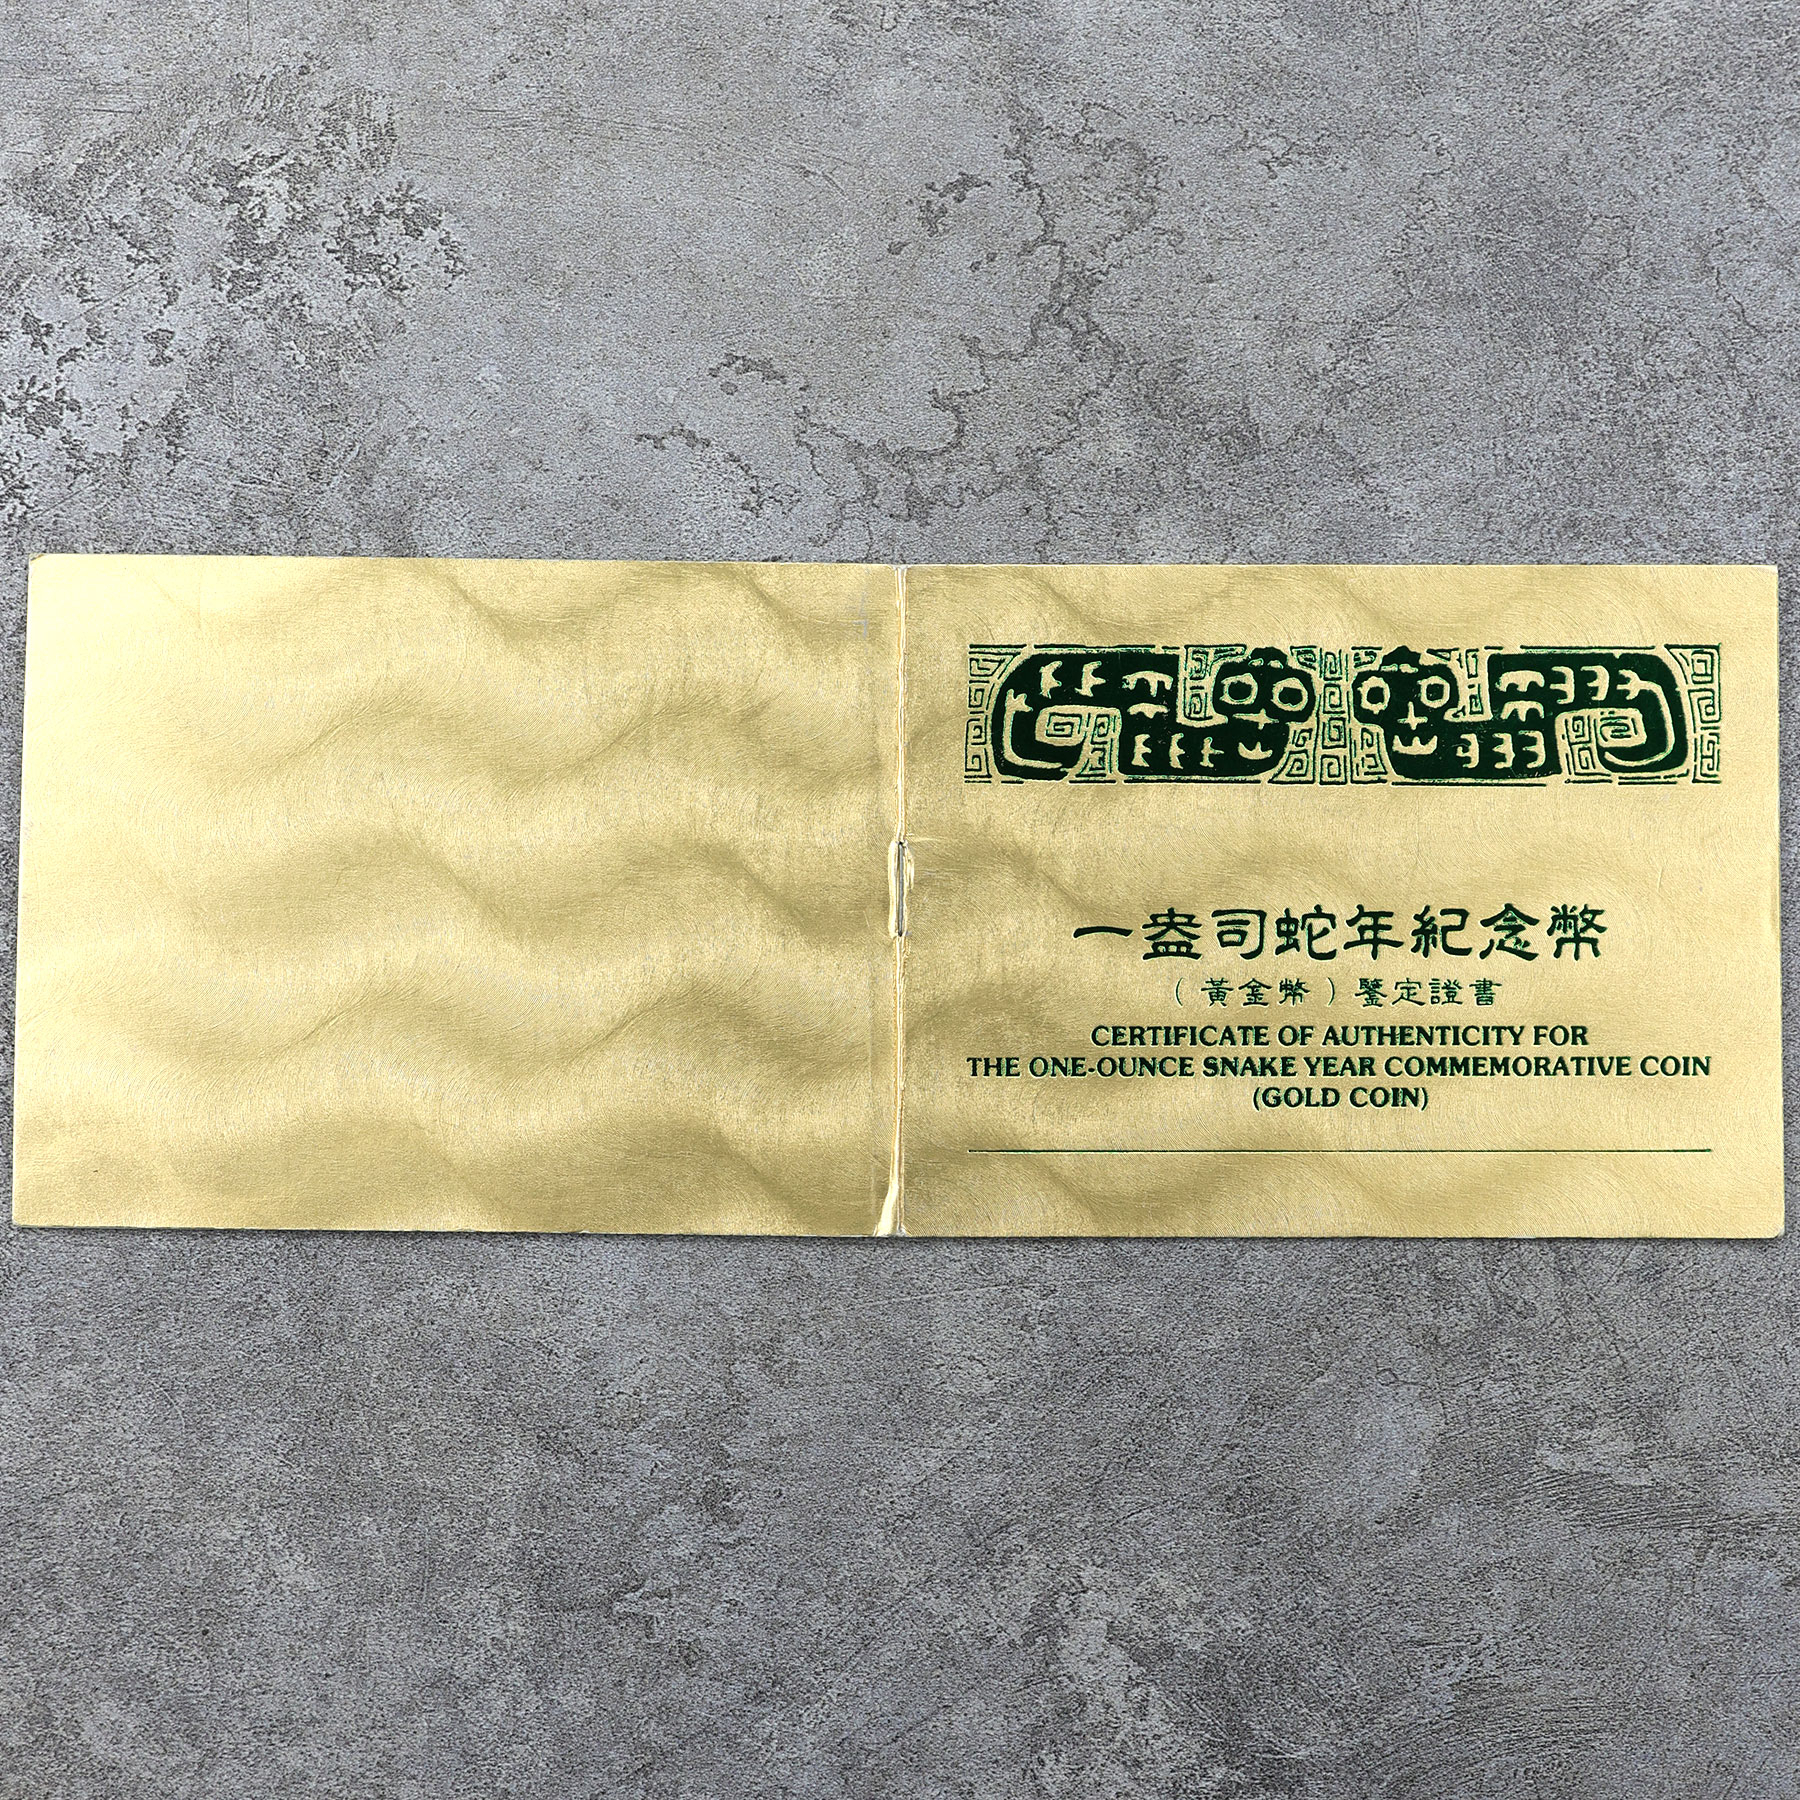 一盎司蛇年紀念幣
(黃金幣)鑒定證書
CERTIFICATE OF AUTHENTICITY FOR
THE ONE-OUNCE SNAKE YEAR COMMEMORATIVE COIN
(GOLD COIN)